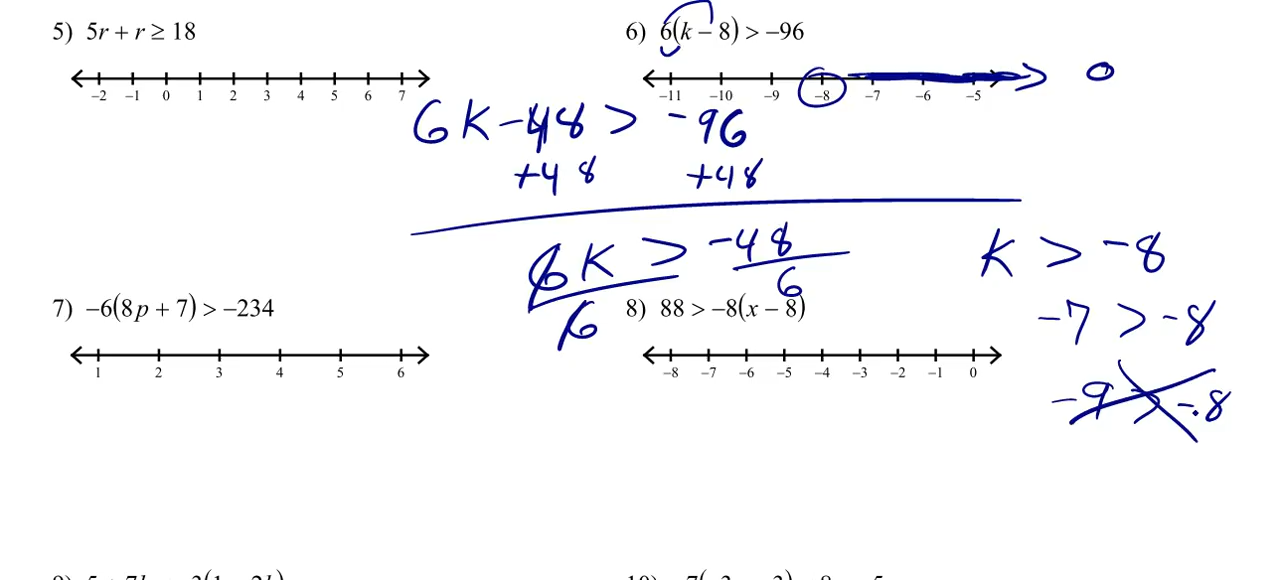 5) 5r + r ≥ 18
6) 6(k − 8) > −96
−2 −1 0 1 2 3 4 5 6 7
−11 −10 −9 −8 −7 −6 −5
6k − 48 > −96
+48 +48
6k > −48
6 6
k > −8
−7 > −8
−9 > −8
7) −6(8p + 7) > −234
8) 88 > −8(x − 8)
1 2 3 4 5 6
−8 −7 −6 −5 −4 −3 −2 −1 0